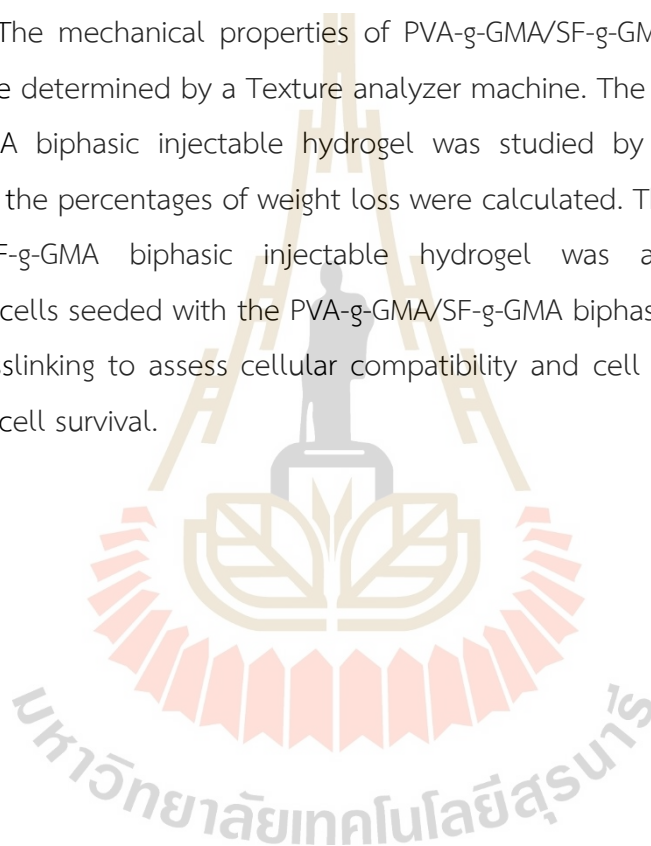 The mechanical properties of PVA-g-GMA/SF-g-GM
e determined by a Texture analyzer machine. The
A biphasic injectable hydrogel was studied by
the percentages of weight loss were calculated. T
F-g-GMA biphasic injectable hydrogel was a
cells seeded with the PVA-g-GMA/SF-g-GMA biphas
sslinking to assess cellular compatibility and cell
cell survival.
มหาวิทยาลัยเทคโนโลยีสุรนารี